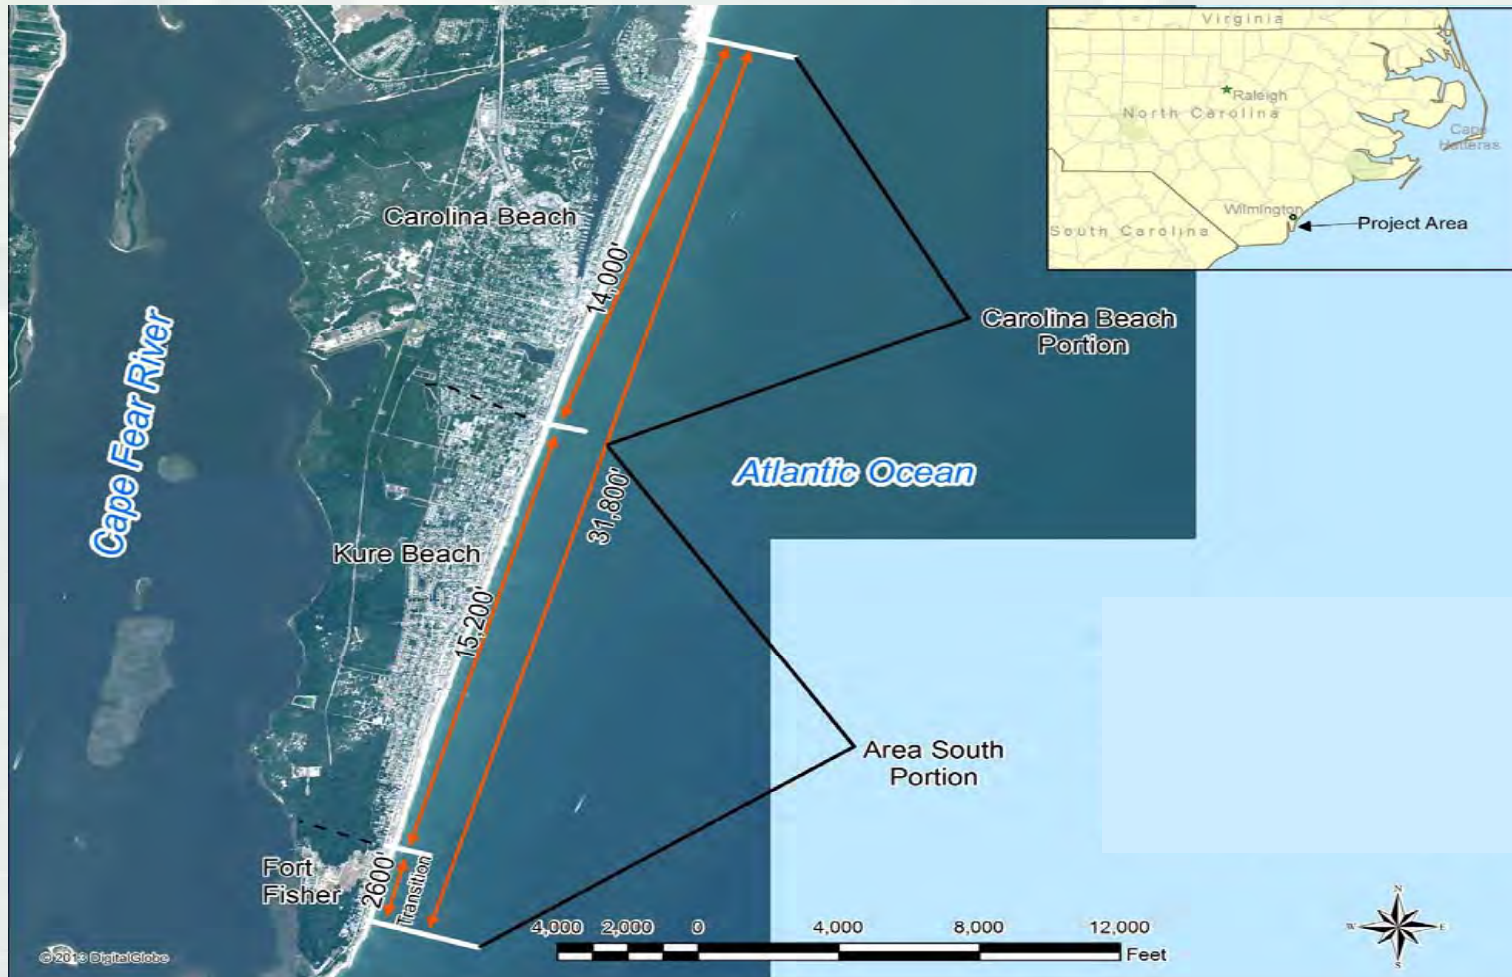 Virginia
Raleigh
North Carolina
Cape
Hatteras
Wilmington
South Carolina
Project Area
Carolina Beach
14,000'
Carolina Beach
Portion
Cape Fear River
Atlantic Ocean
31,800'
Kure Beach
15,200'
Area South
Portion
Fort
Fisher
2600'
Transition
4,000 2,000 0 4,000 8,000 12,000
Feet
N
W E
S
© 2013 DigitalGlobe